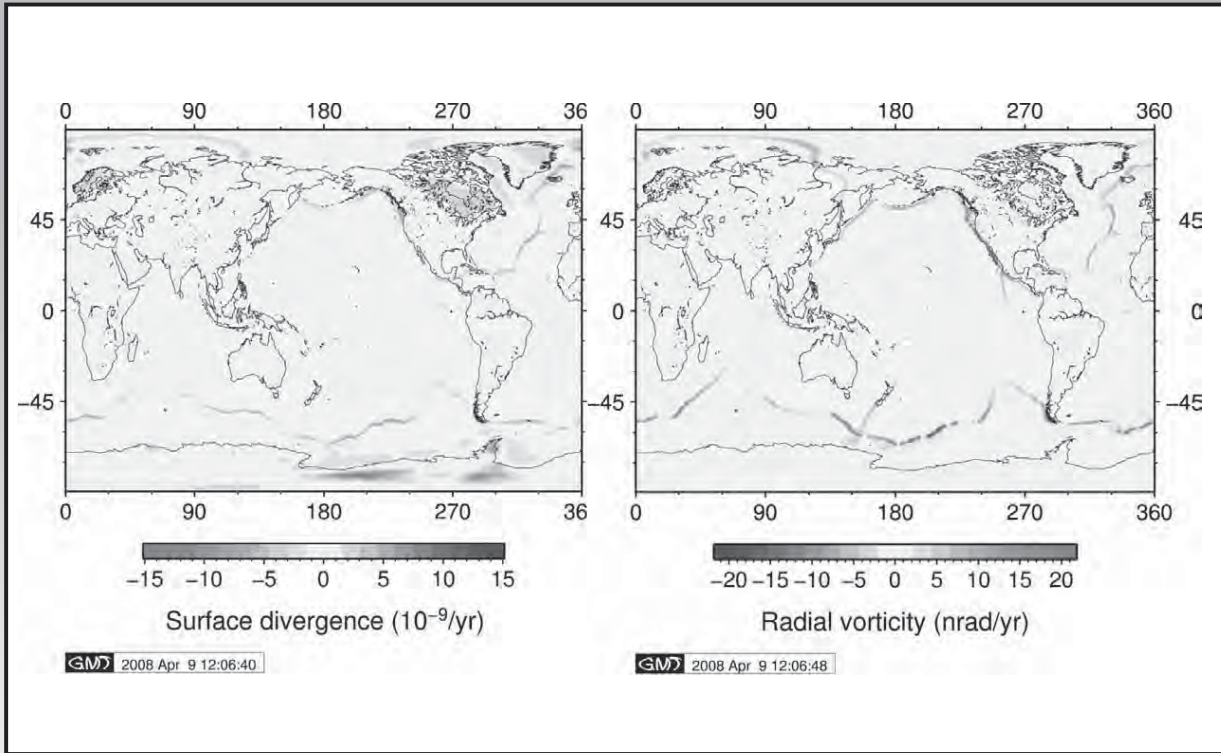 0 90 180 270 36
45
0
−45
0 90 180 270 36
−15 −10 −5 0 5 10 15
Surface divergence (10⁻⁹/yr)
GMT 2008 Apr 9 12:06:40
0 90 180 270 360
45 45
0 0
−45 −45
0 90 180 270 360
−20 −15 −10 −5 0 5 10 15 20
Radial vorticity (nrad/yr)
GMT 2008 Apr 9 12:06:48